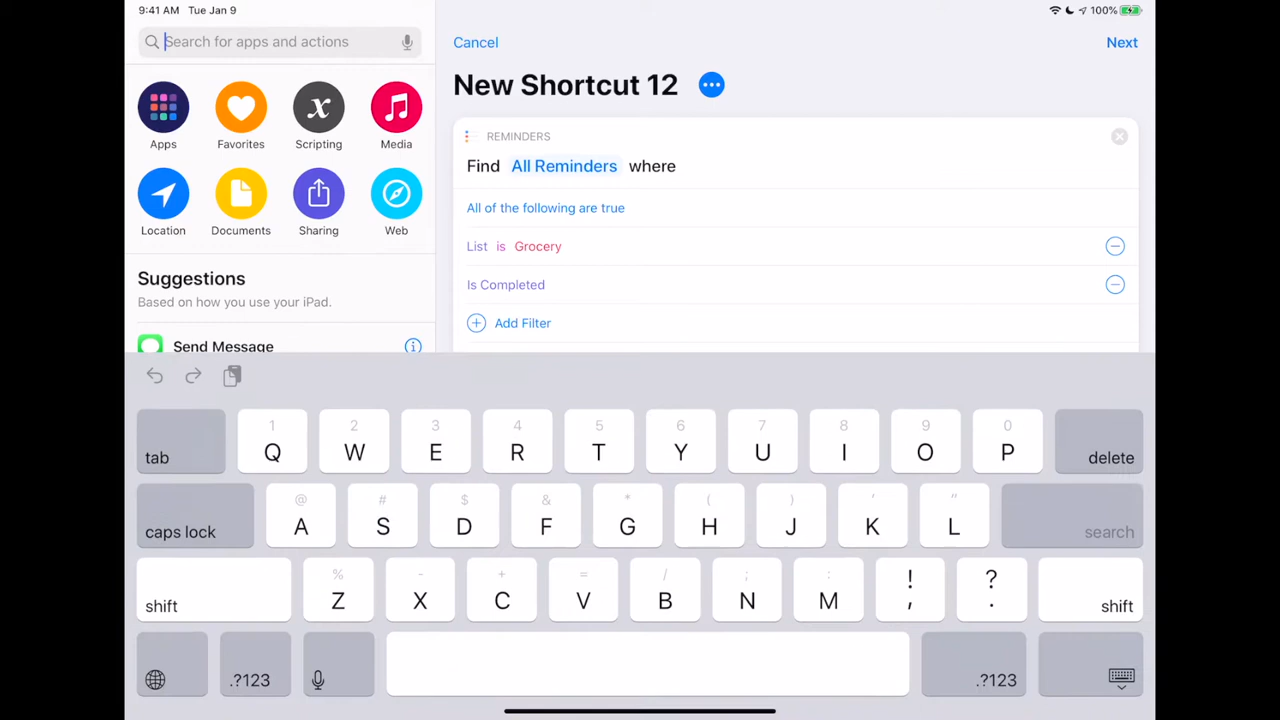 9:41 AM Tue Jan 9
100%
Search for apps and actions
Apps
Favorites
Scripting
Media
Location
Documents
Sharing
Web
Suggestions
Based on how you use your iPad.
Send Message
Cancel
Next
New Shortcut 12
REMINDERS
Find All Reminders where
All of the following are true
List is Grocery
Is Completed
Add Filter
1 2 3 4 5 6 7 8 9 0
tab Q W E R T Y U I O P delete
@ # $ & * ( ) ' "
caps lock A S D F G H J K L search
% - + = / ; : ! ?
shift Z X C V B N M , . shift
.?123 .?123